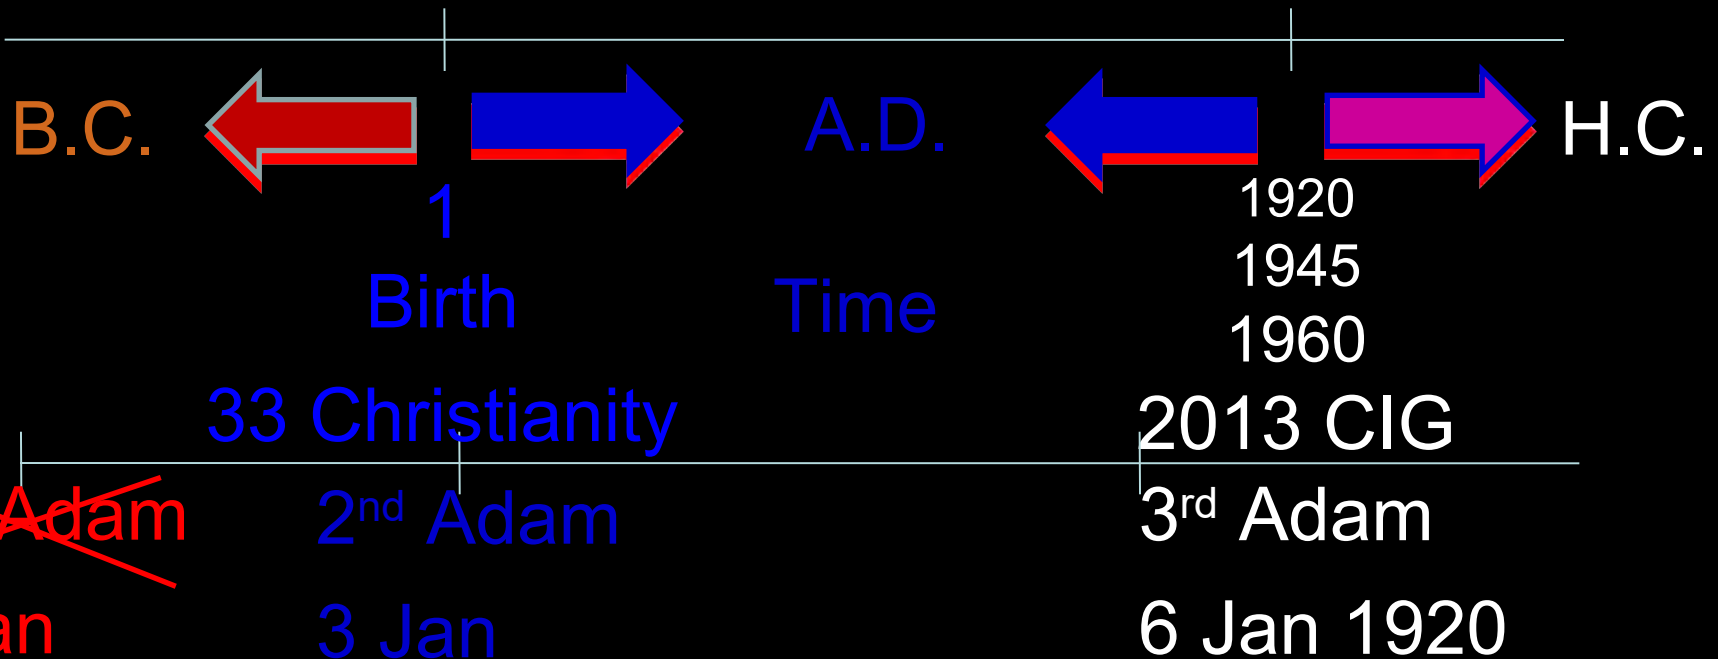 B.C. A.D. H.C.
1 1920
1945
Birth Time
1960
33 Christianity 2013 CIG
Adam 2nd Adam 3rd Adam
an 3 Jan 6 Jan 1920